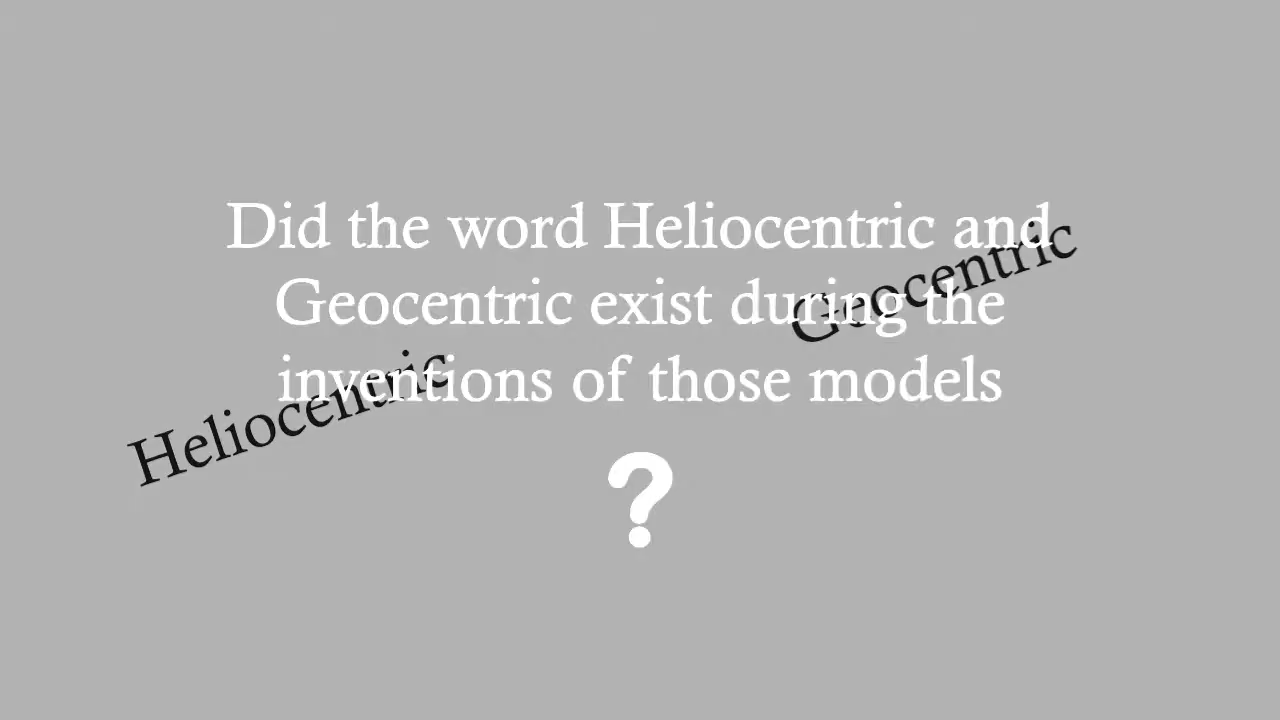 Did the word Heliocentric and
Geocentric exist during the
inventions of those models
?
Geocentric
Heliocentric